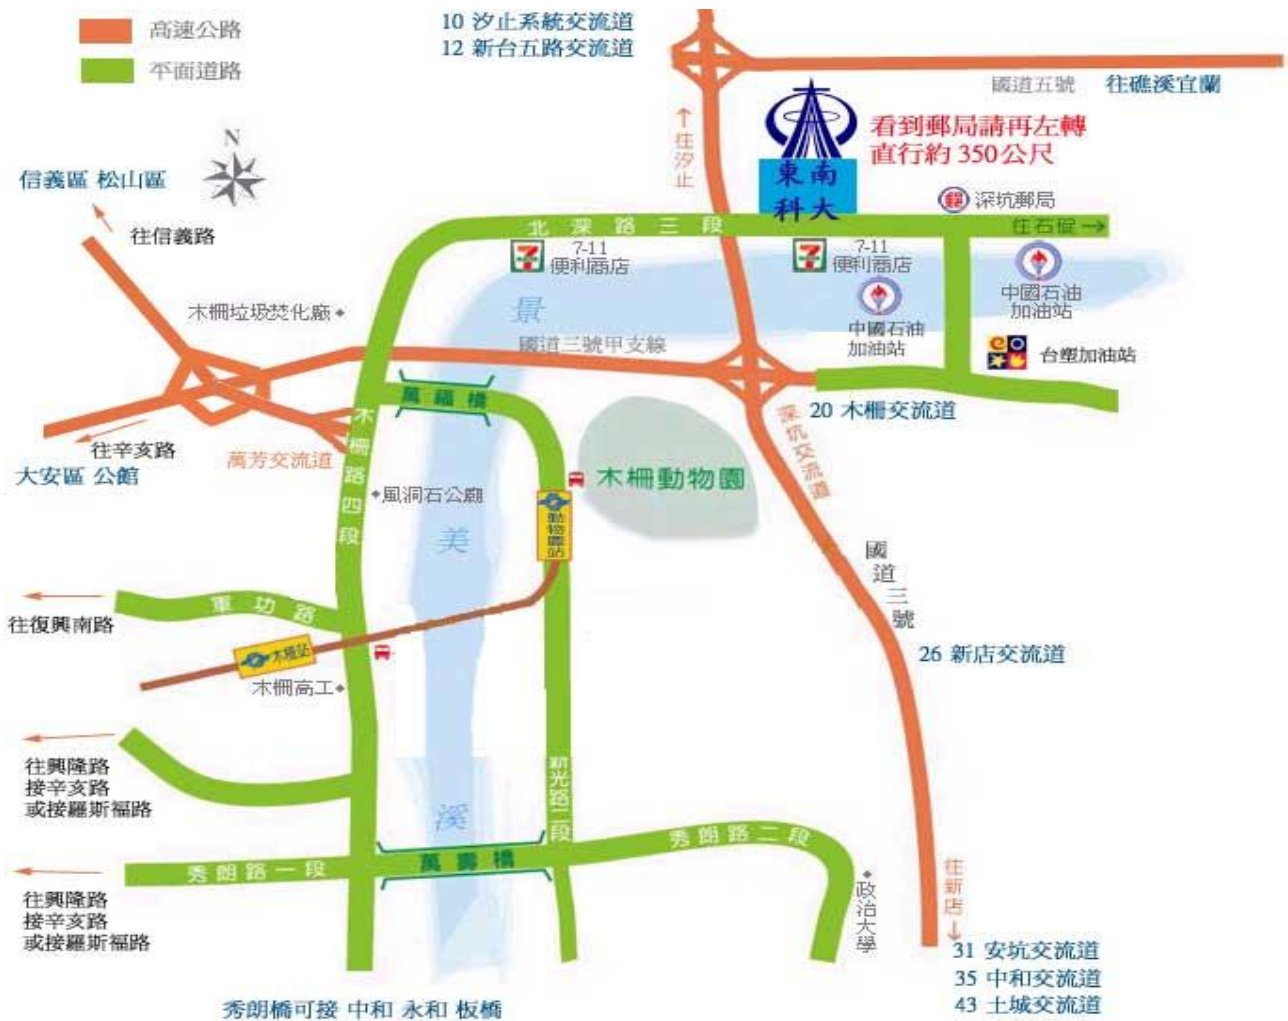 高速公路
平面道路
10 汐止系統交流道
12 新台五路交流道
國道五號
往礁溪宜蘭
↑往汐止
看到郵局請再左轉
直行約 350公尺
東南
科大
N
信義區 松山區
往信義路
北深路三段
深坑郵局
郵
往石碇→
7-11
便利商店
7-11
便利商店
中國石油
加油站
中國石油
加油站
台塑加油站
木柵垃圾焚化廠
景
美
溪
國道三號甲支線
萬福橋
20 木柵交流道
深坑交流道
往辛亥路
大安區 公館
萬芳交流道
木柵路四段
風洞石公廟
木柵動物園
動物園站
國道三號
軍功路
往復興南路
木柵站
木柵高工
26 新店交流道
往興隆路
接辛亥路
或接羅斯福路
新光路二段
秀朗路一段
萬壽橋
秀朗路二段
政治大學
往新店↓
往興隆路
接辛亥路
或接羅斯福路
31 安坑交流道
35 中和交流道
43 土城交流道
秀朗橋可接 中和 永和 板橋